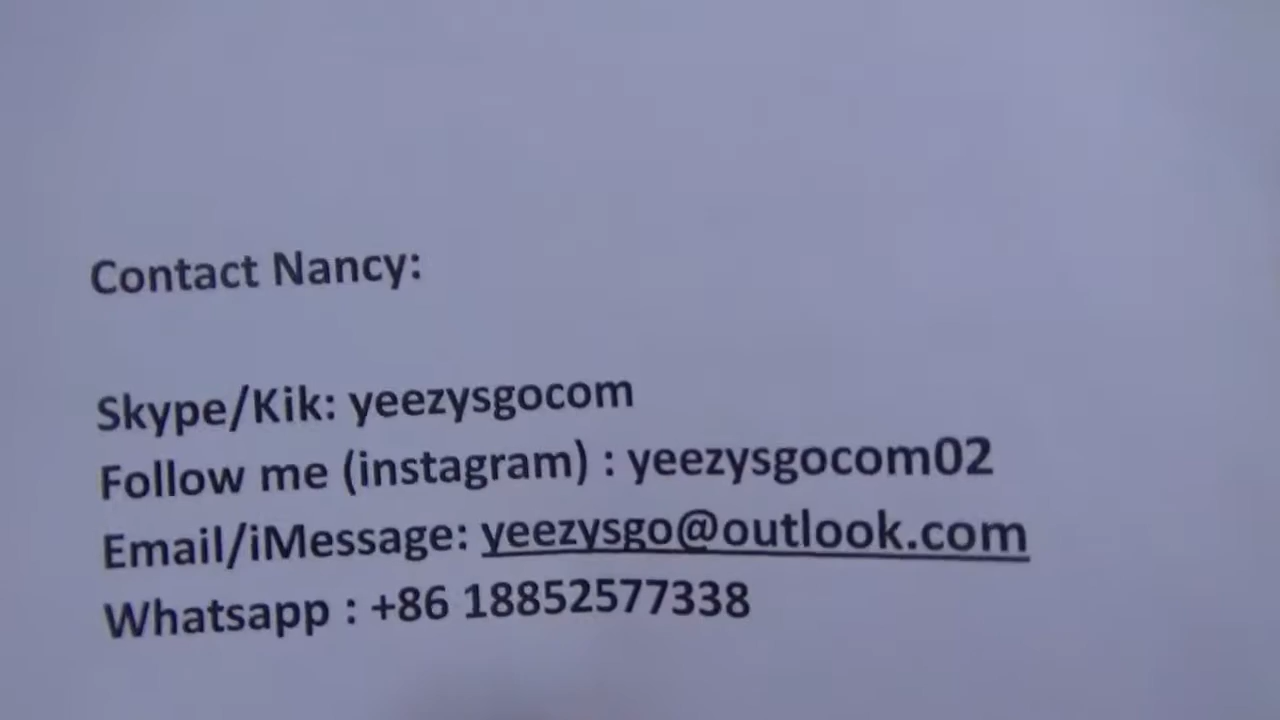 Contact Nancy:
Skype/Kik: yeezysgocom
Follow me (instagram) : yeezysgocom02
Email/iMessage: yeezysgo@outlook.com
Whatsapp : +86 18852577338